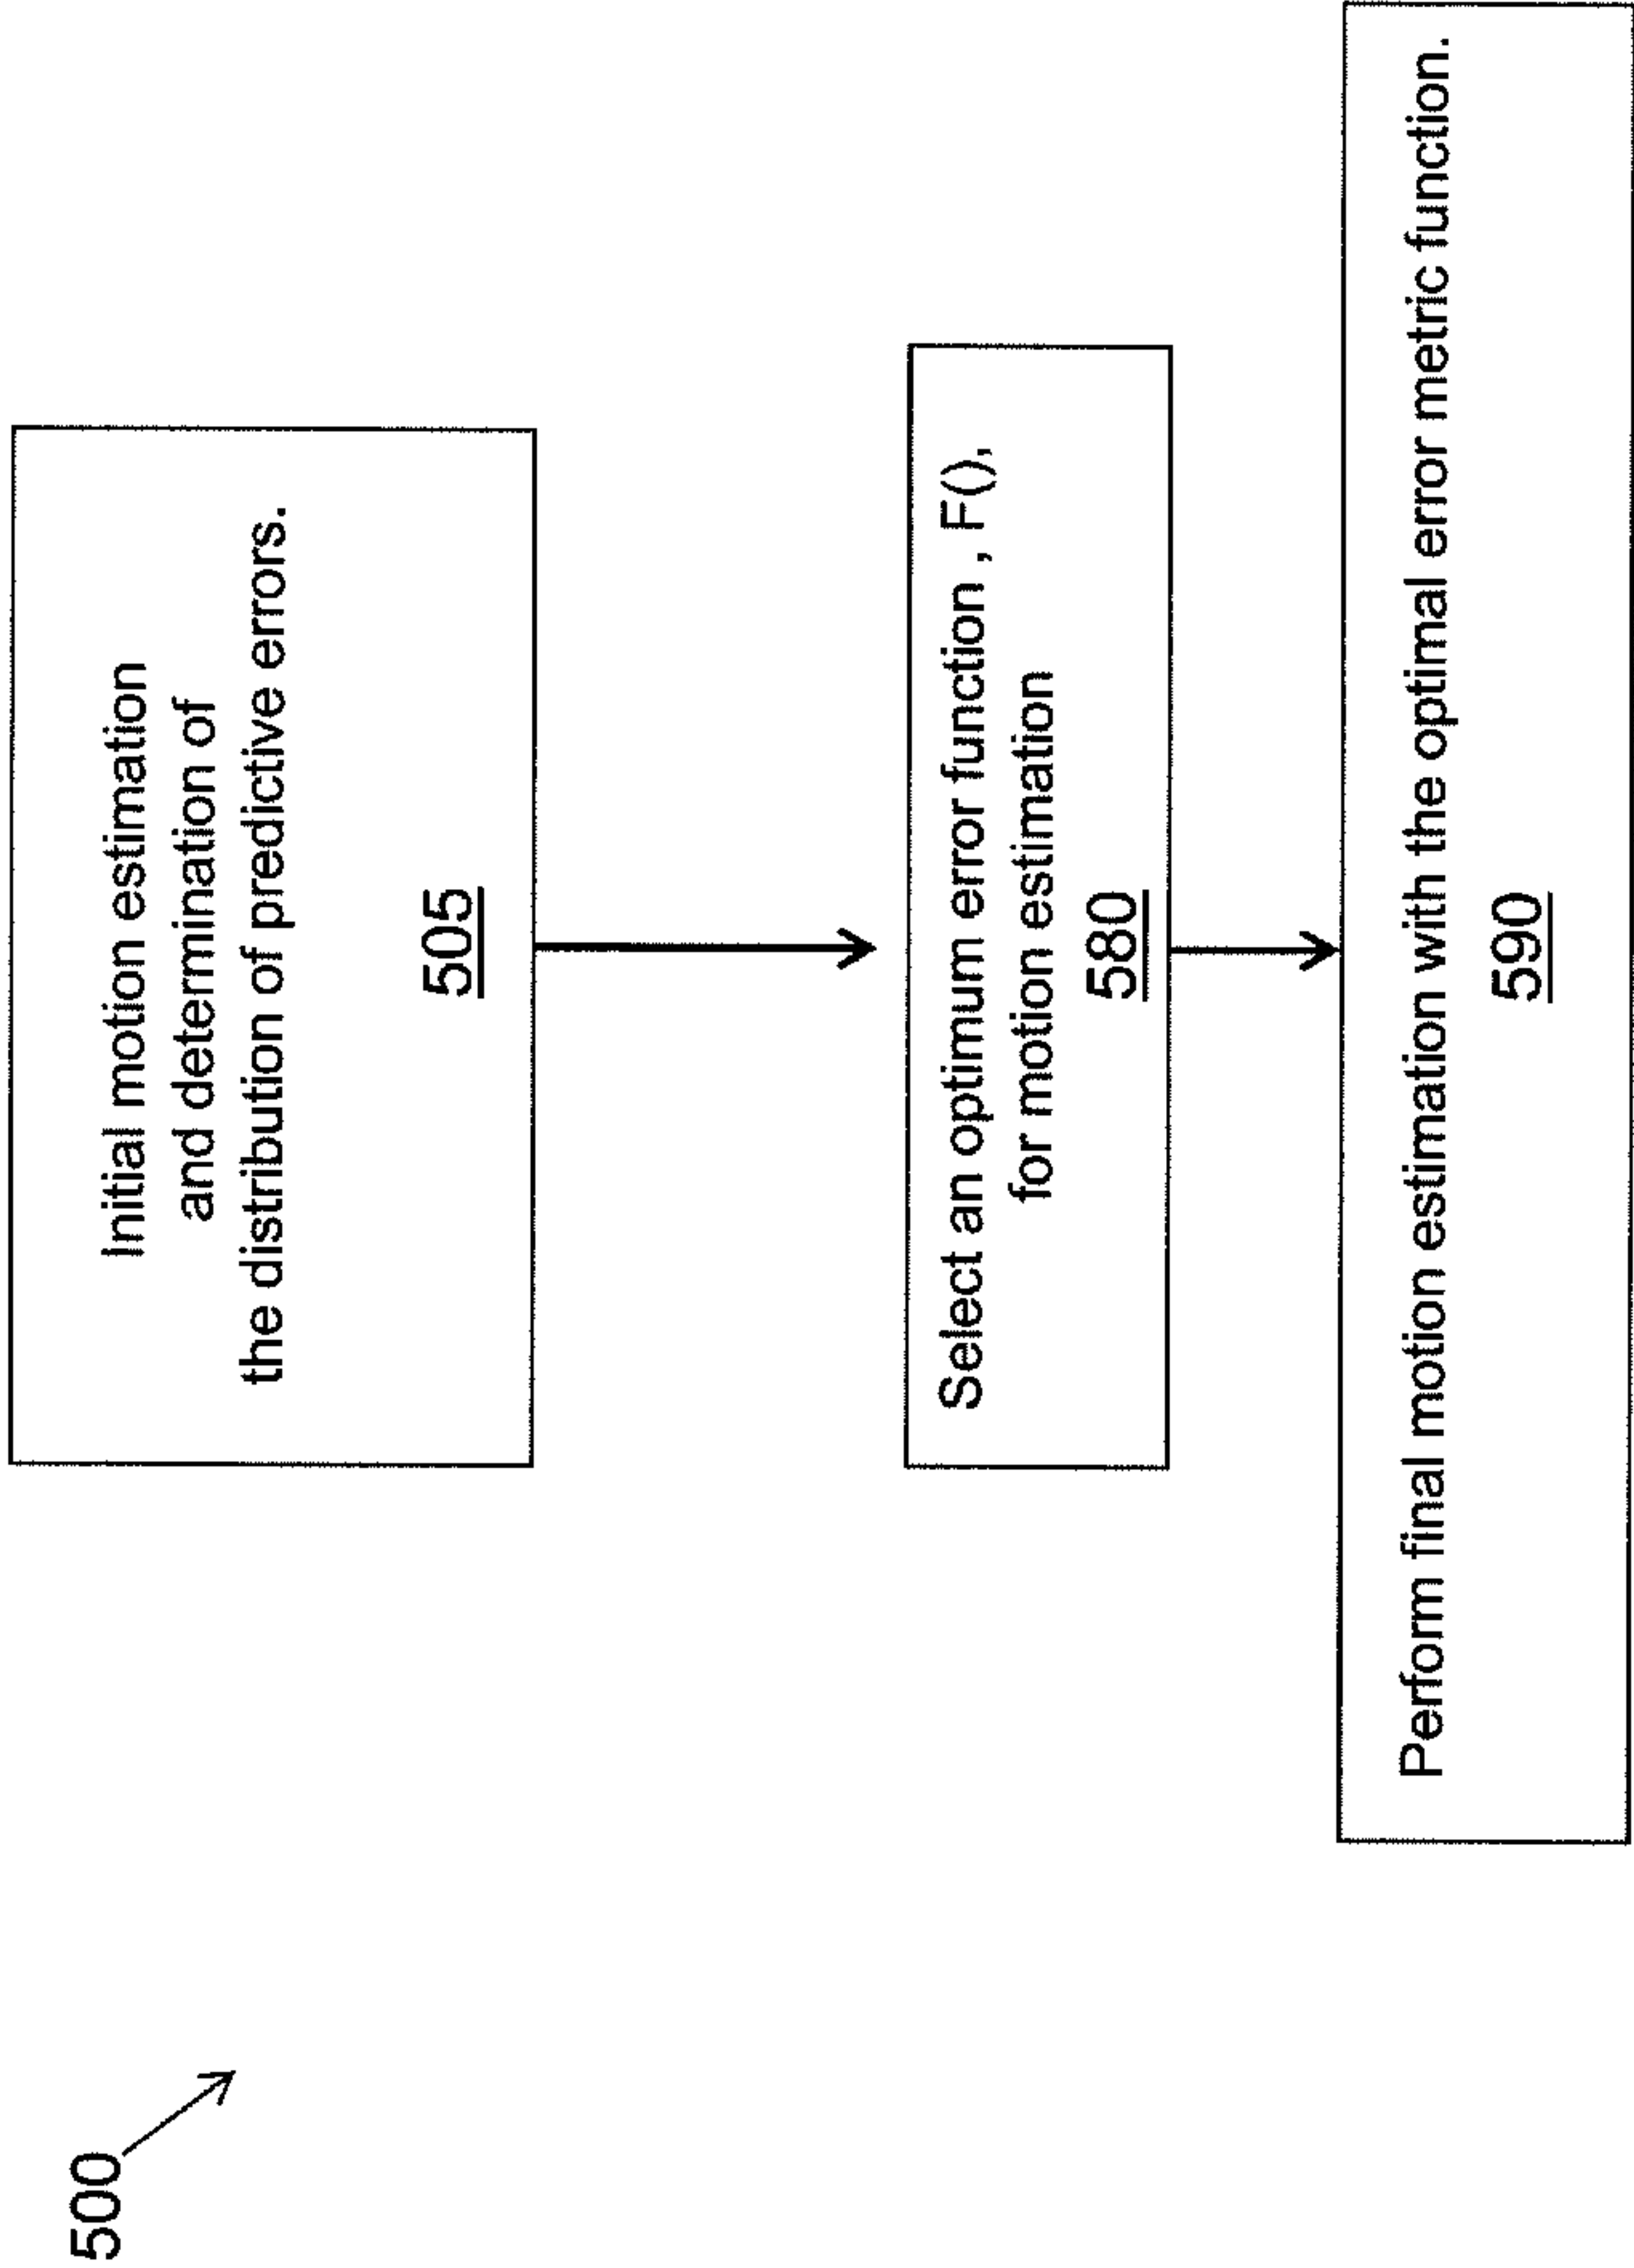 500
Initial motion estimation
and determination of
the distribution of predictive errors.
505
Select an optimum error function , F(),
for motion estimation
580
Perform final motion estimation with the optimal error metric function.
590